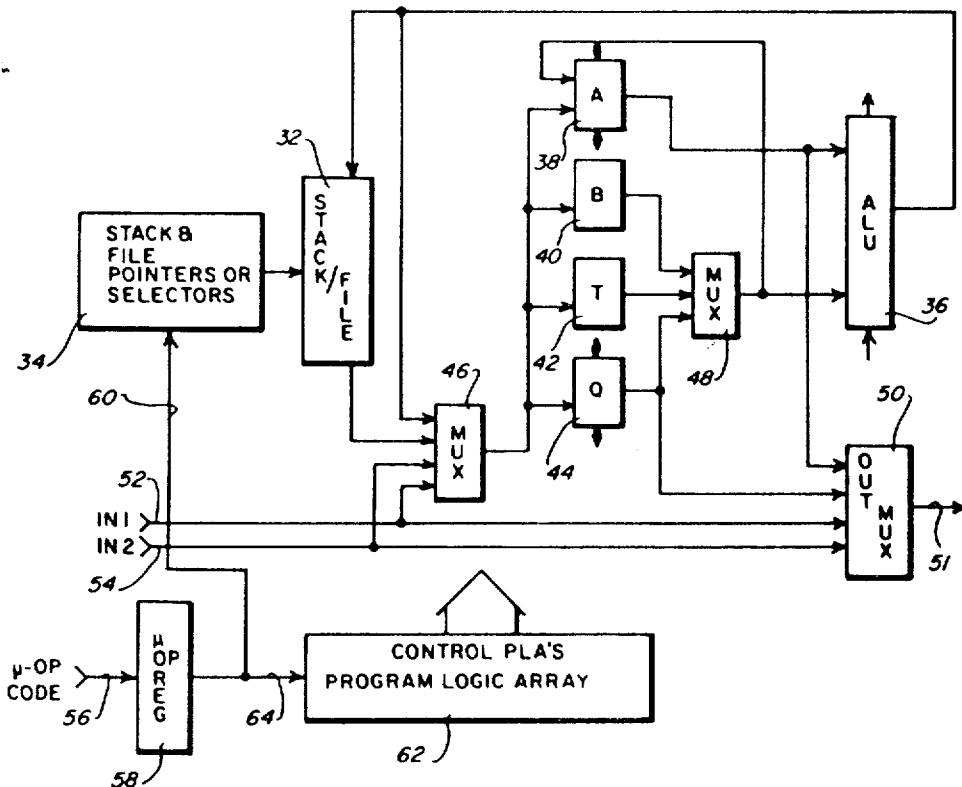 32
STACK
/FILE
STACK &
FILE
POINTERS OR
SELECTORS
34
A
38
B
40
T
42
Q
44
MUX
46
MUX
48
ALU
36
OUT
MUX
50
51
60
52
IN 1
IN 2
54
μ-OP
CODE
56
μOP
REG
58
64
CONTROL PLA'S
PROGRAM LOGIC ARRAY
62